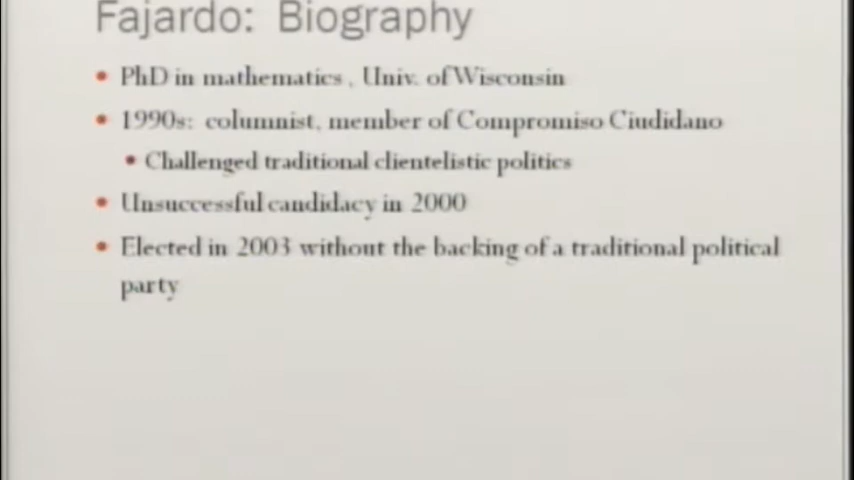 Fajardo: Biography
• PhD in mathematics , Univ. of Wisconsin
• 1990s: columnist, member of Compromiso Ciudidano
• Challenged traditional clientelistic politics
• Unsuccessful candidacy in 2000
• Elected in 2003 without the backing of a traditional political
party